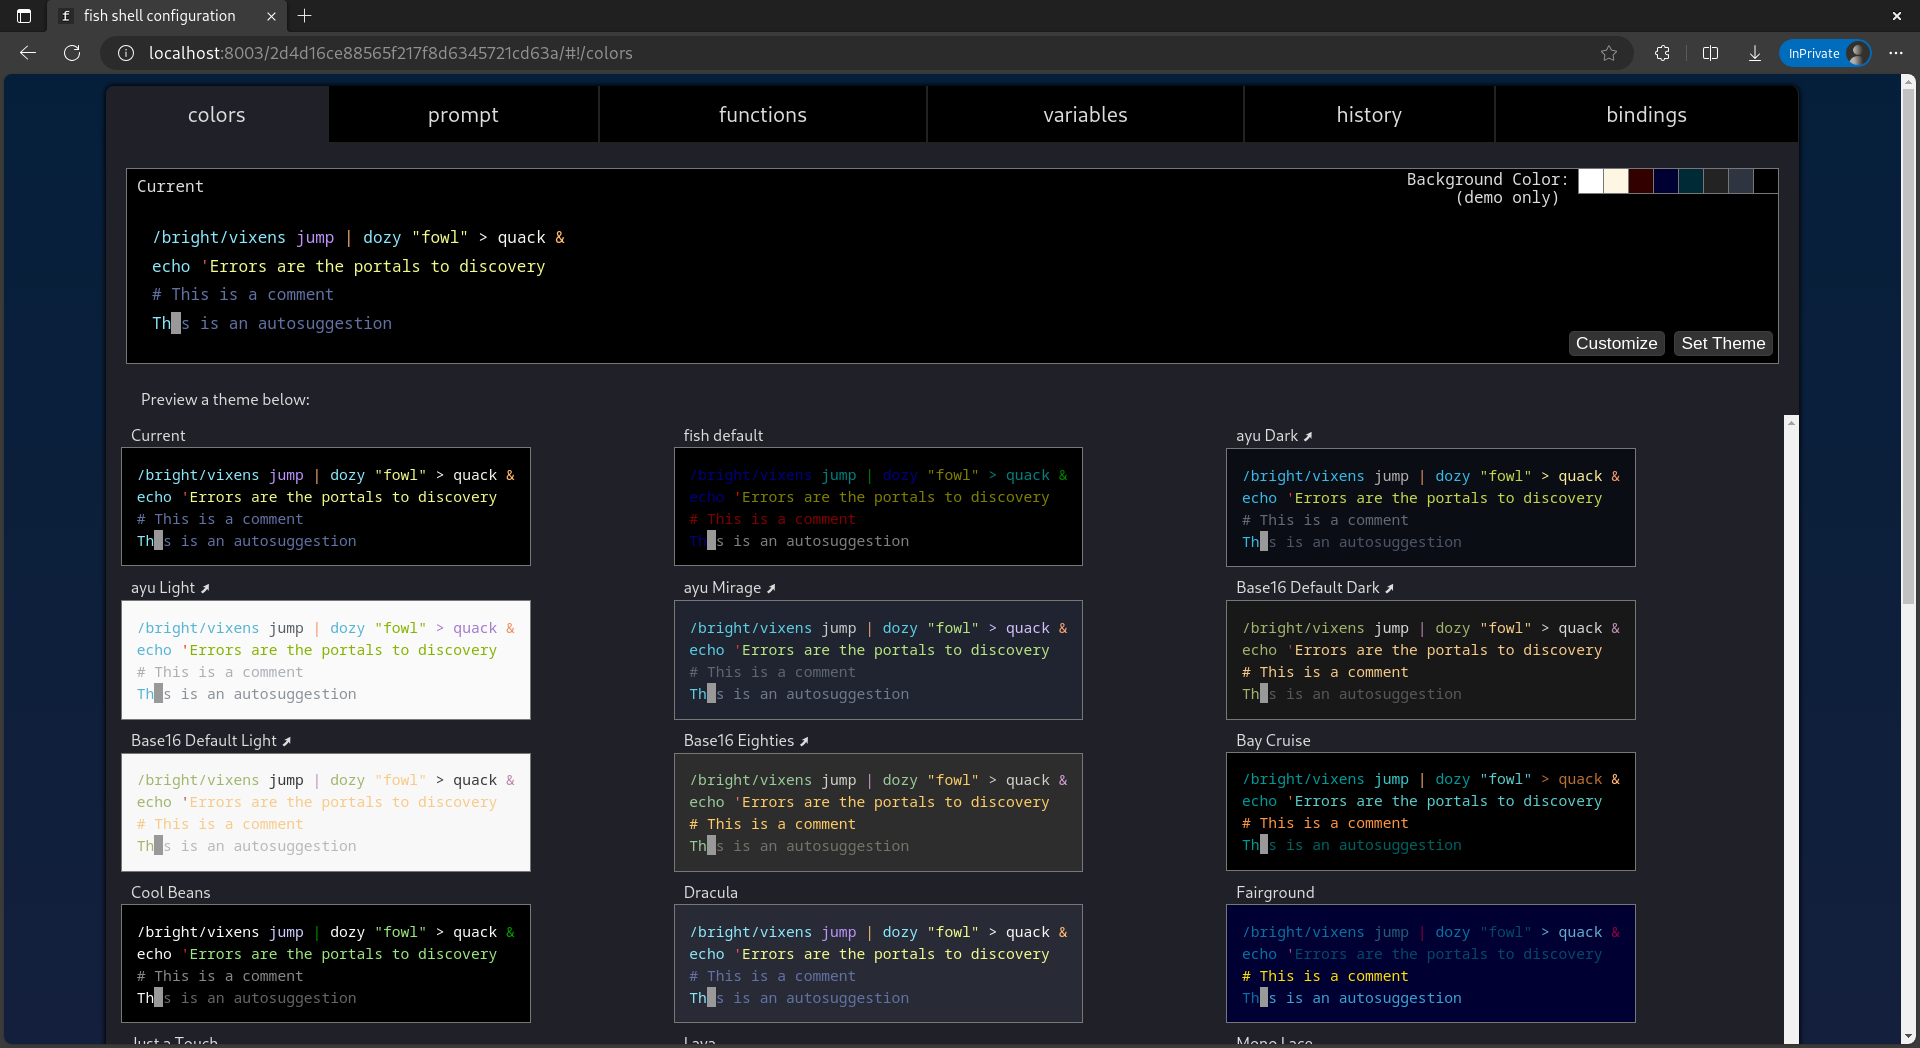 fish shell configuration
localhost:8003/2d4d16ce88565f217f8d6345721cd63a/#!/colors
InPrivate
colors prompt functions variables history bindings
Current
Background Color:
(demo only)
/bright/vixens jump | dozy "fowl" > quack &
echo 'Errors are the portals to discovery
# This is a comment
Th s is an autosuggestion
Customize Set Theme
Preview a theme below:
Current
/bright/vixens jump | dozy "fowl" > quack &
echo 'Errors are the portals to discovery
# This is a comment
Th s is an autosuggestion
fish default
/bright/vixens jump | dozy "fowl" > quack &
echo 'Errors are the portals to discovery
# This is a comment
Th s is an autosuggestion
ayu Dark
/bright/vixens jump | dozy "fowl" > quack &
echo 'Errors are the portals to discovery
# This is a comment
Th s is an autosuggestion
ayu Light
/bright/vixens jump | dozy "fowl" > quack &
echo 'Errors are the portals to discovery
# This is a comment
Th s is an autosuggestion
ayu Mirage
/bright/vixens jump | dozy "fowl" > quack &
echo 'Errors are the portals to discovery
# This is a comment
Th s is an autosuggestion
Base16 Default Dark
/bright/vixens jump | dozy "fowl" > quack &
echo 'Errors are the portals to discovery
# This is a comment
Th s is an autosuggestion
Base16 Default Light
/bright/vixens jump | dozy "fowl" > quack &
echo 'Errors are the portals to discovery
# This is a comment
Th s is an autosuggestion
Base16 Eighties
/bright/vixens jump | dozy "fowl" > quack &
echo 'Errors are the portals to discovery
# This is a comment
Th s is an autosuggestion
Bay Cruise
/bright/vixens jump | dozy "fowl" > quack &
echo 'Errors are the portals to discovery
# This is a comment
Th s is an autosuggestion
Cool Beans
/bright/vixens jump | dozy "fowl" > quack &
echo 'Errors are the portals to discovery
# This is a comment
Th s is an autosuggestion
Dracula
/bright/vixens jump | dozy "fowl" > quack &
echo 'Errors are the portals to discovery
# This is a comment
Th s is an autosuggestion
Fairground
/bright/vixens jump | dozy "fowl" > quack &
echo 'Errors are the portals to discovery
# This is a comment
Th s is an autosuggestion
Just a Touch
Lava
Mono Lace